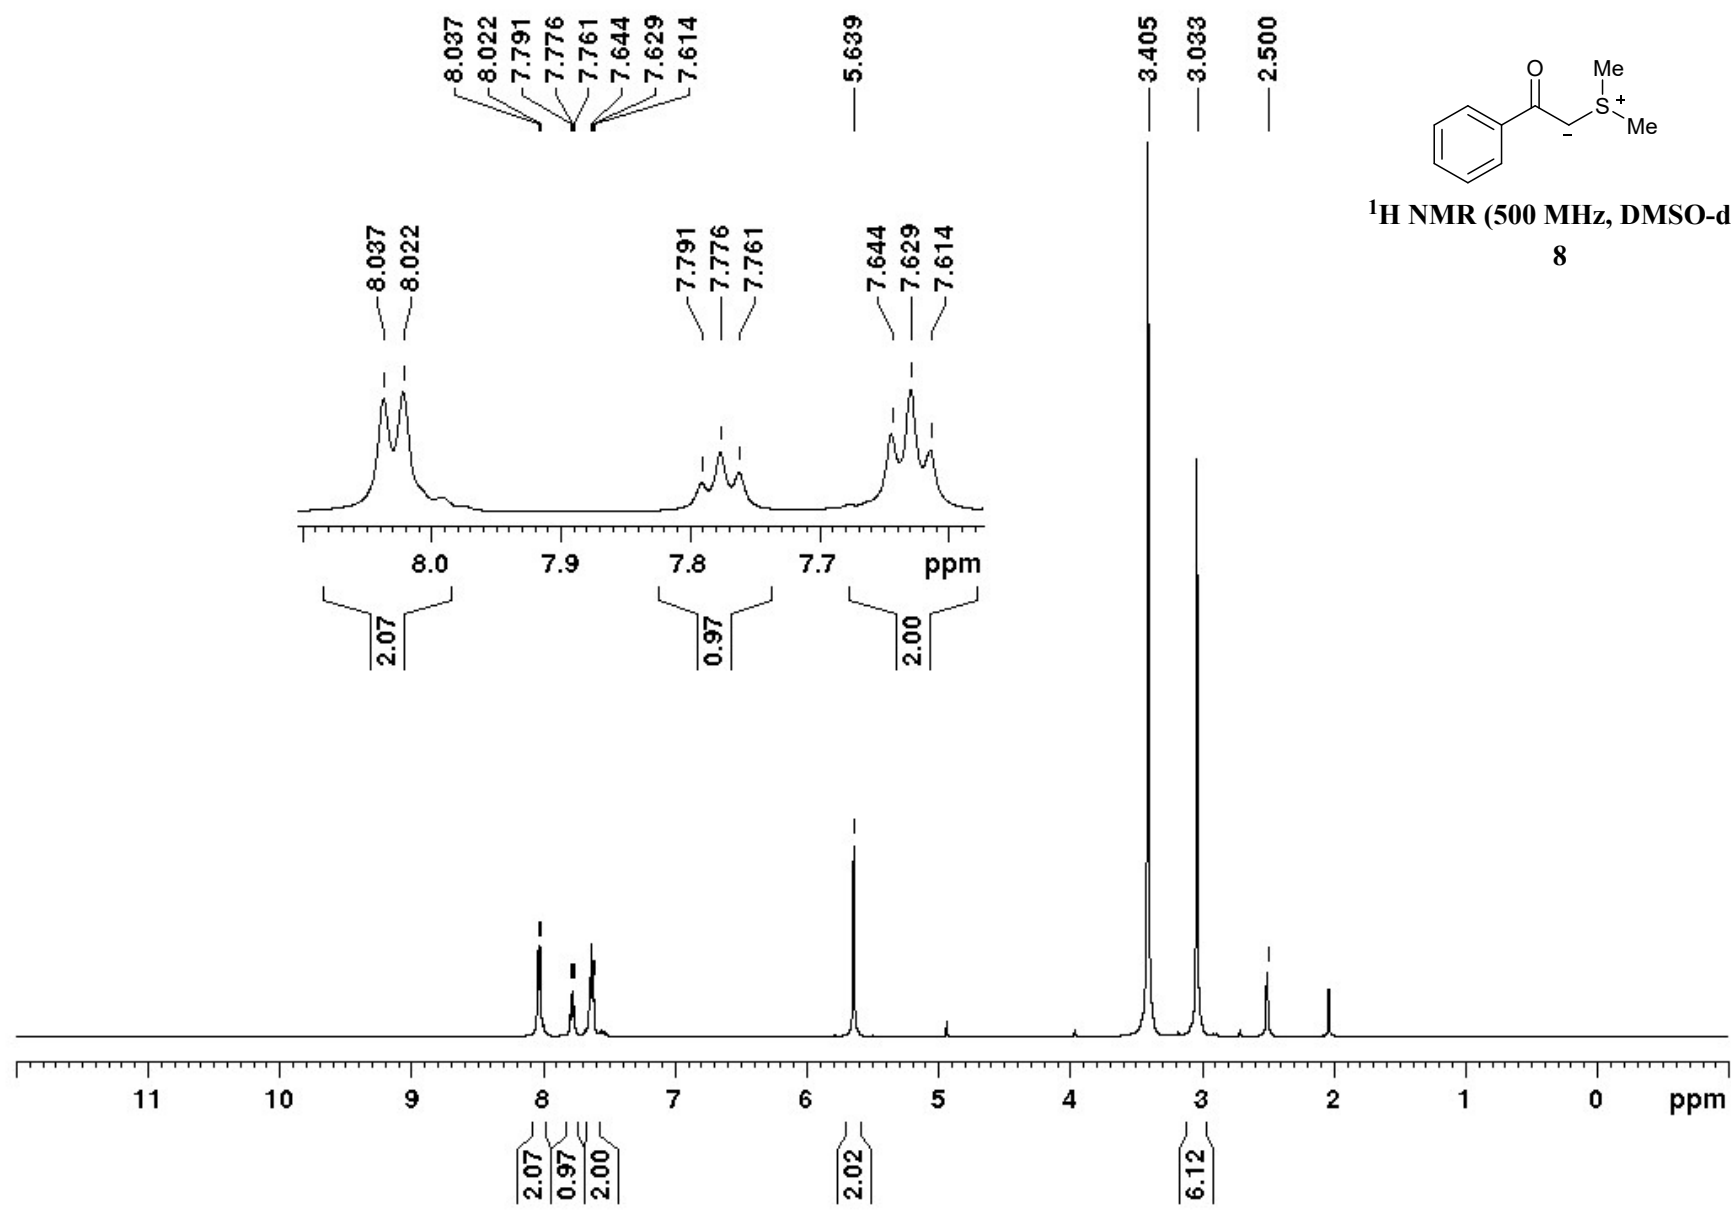 8.037
8.022
7.791
7.776
7.761
7.644
7.629
7.614
5.639
3.405
3.033
2.500
O
Me
S+
Me
−
1H NMR (500 MHz, DMSO-d
8
8.037
8.022
7.791
7.776
7.761
7.644
7.629
7.614
8.0 7.9 7.8 7.7 ppm
2.07 0.97 2.00
11 10 9 8 7 6 5 4 3 2 1 0 ppm
2.07 0.97 2.00 2.02 6.12